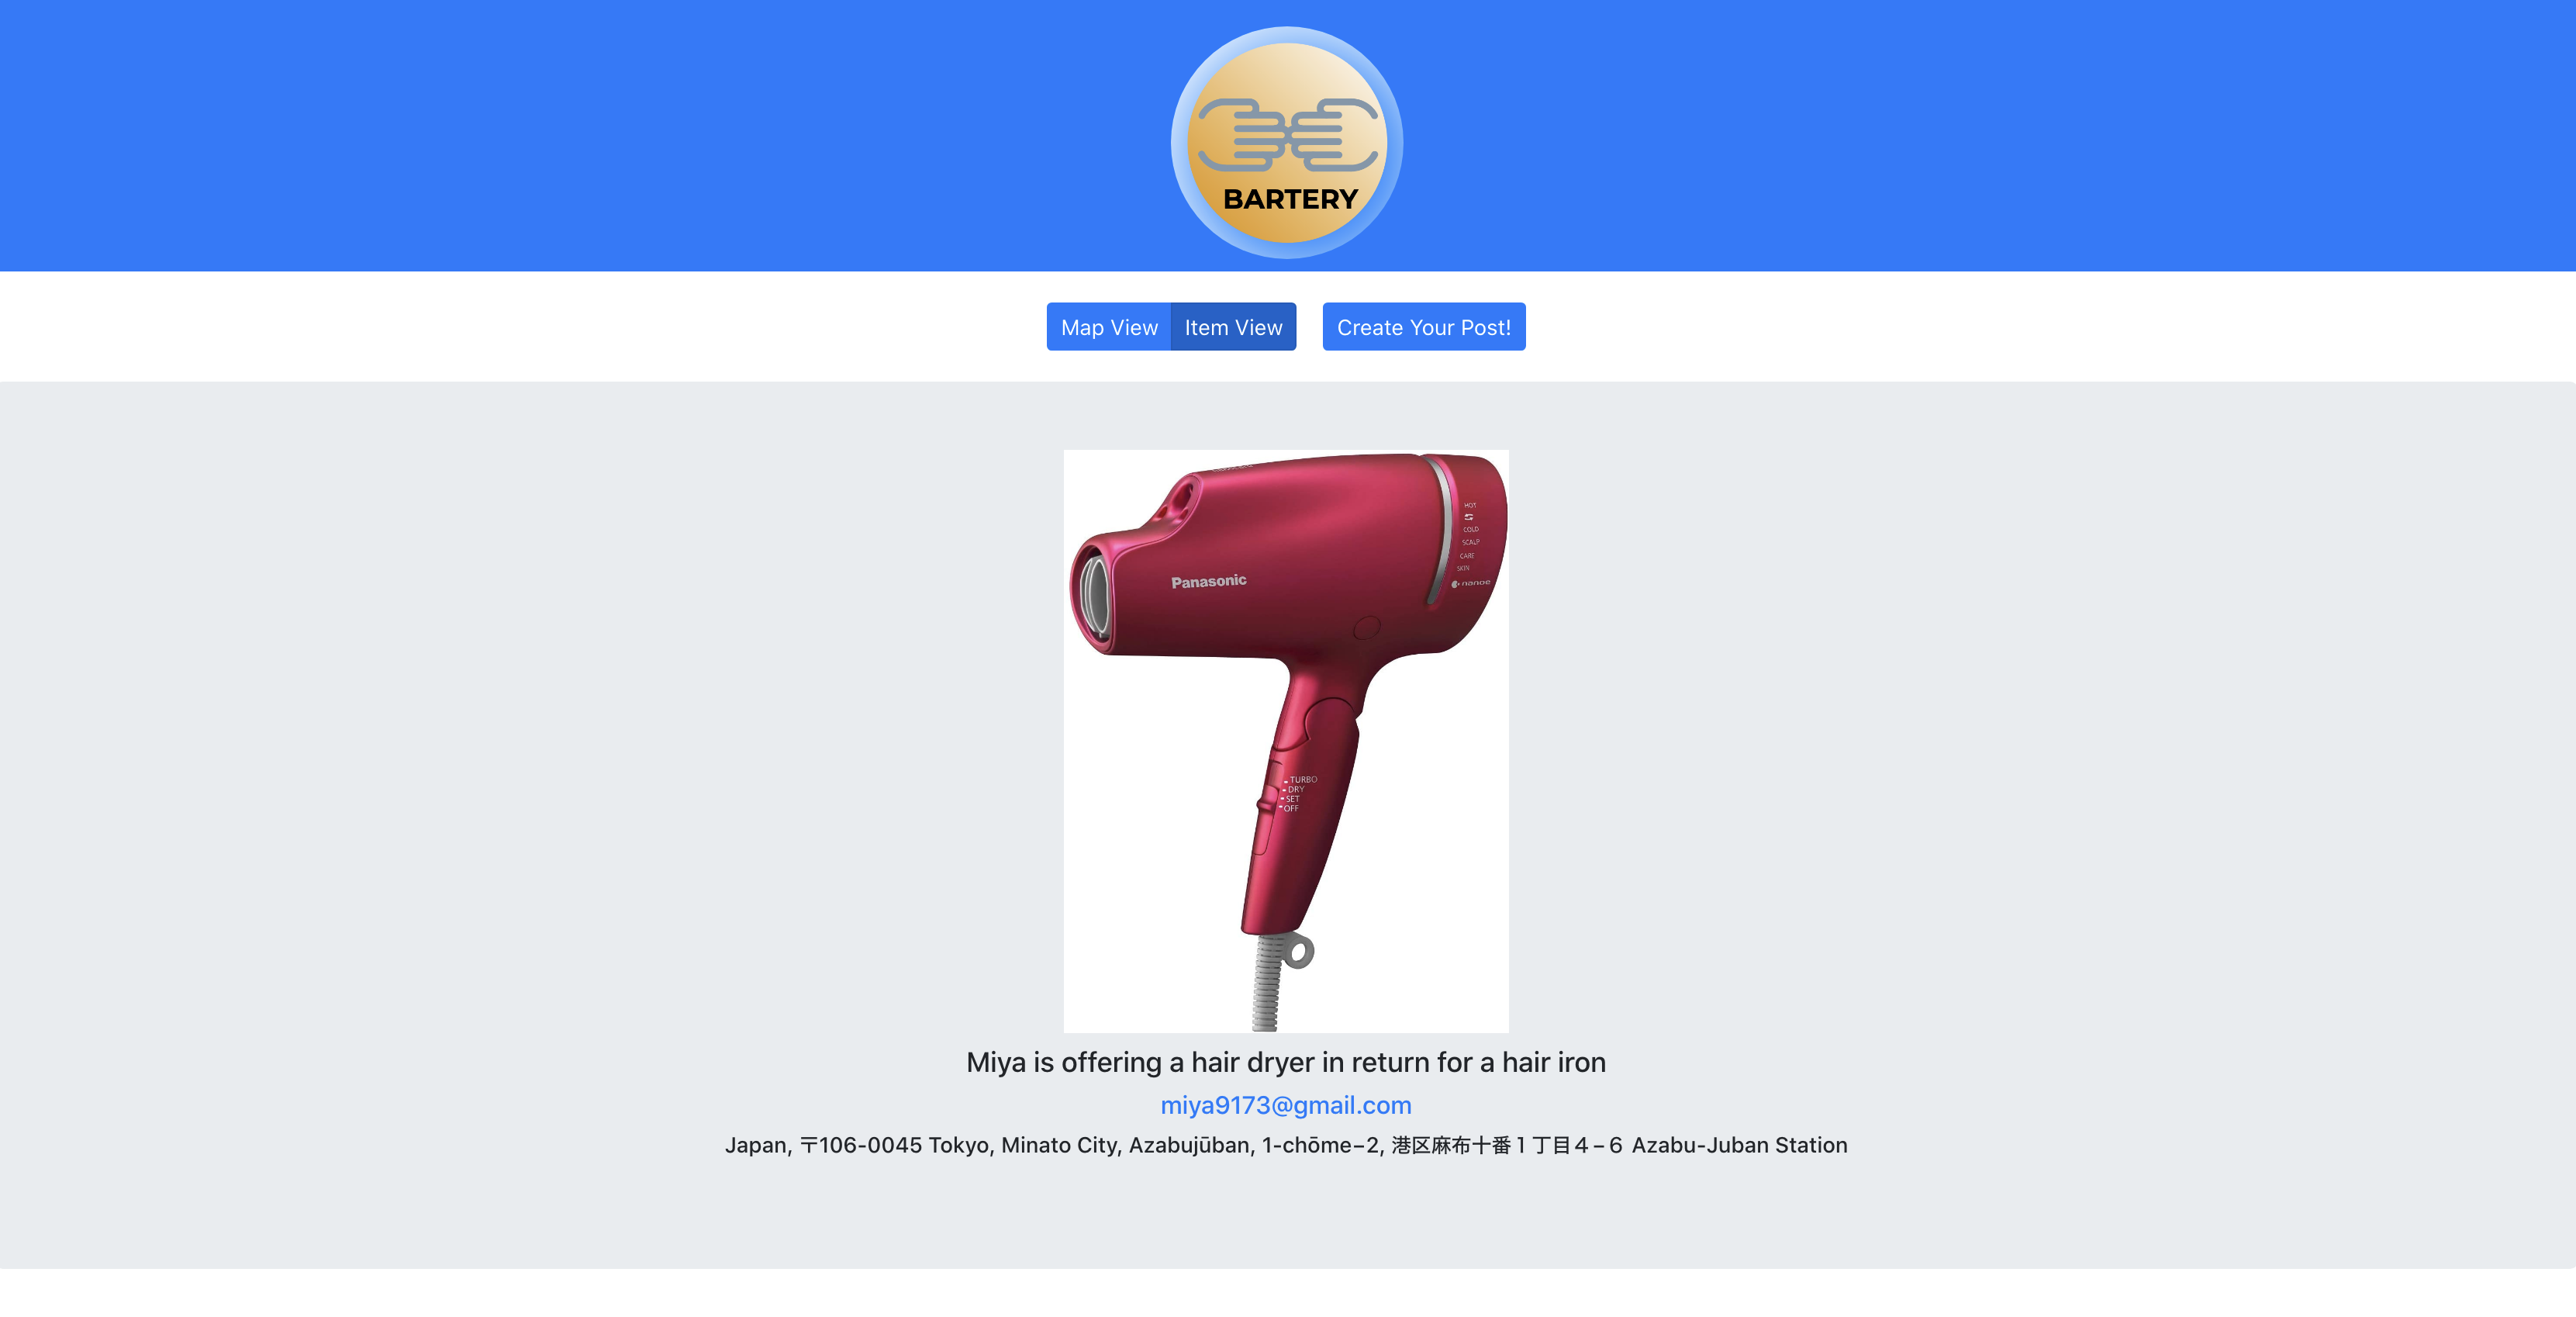 BARTERY
Map View
Item View
Create Your Post!
HOT
COLD
SCALP
CARE
SKIN
nanoe
Panasonic
TURBO
DRY
SET
OFF
Miya is offering a hair dryer in return for a hair iron
miya9173@gmail.com
Japan, 〒106-0045 Tokyo, Minato City, Azabujūban, 1-chōme−2, 港区麻布十番１丁目４−６ Azabu-Juban Station